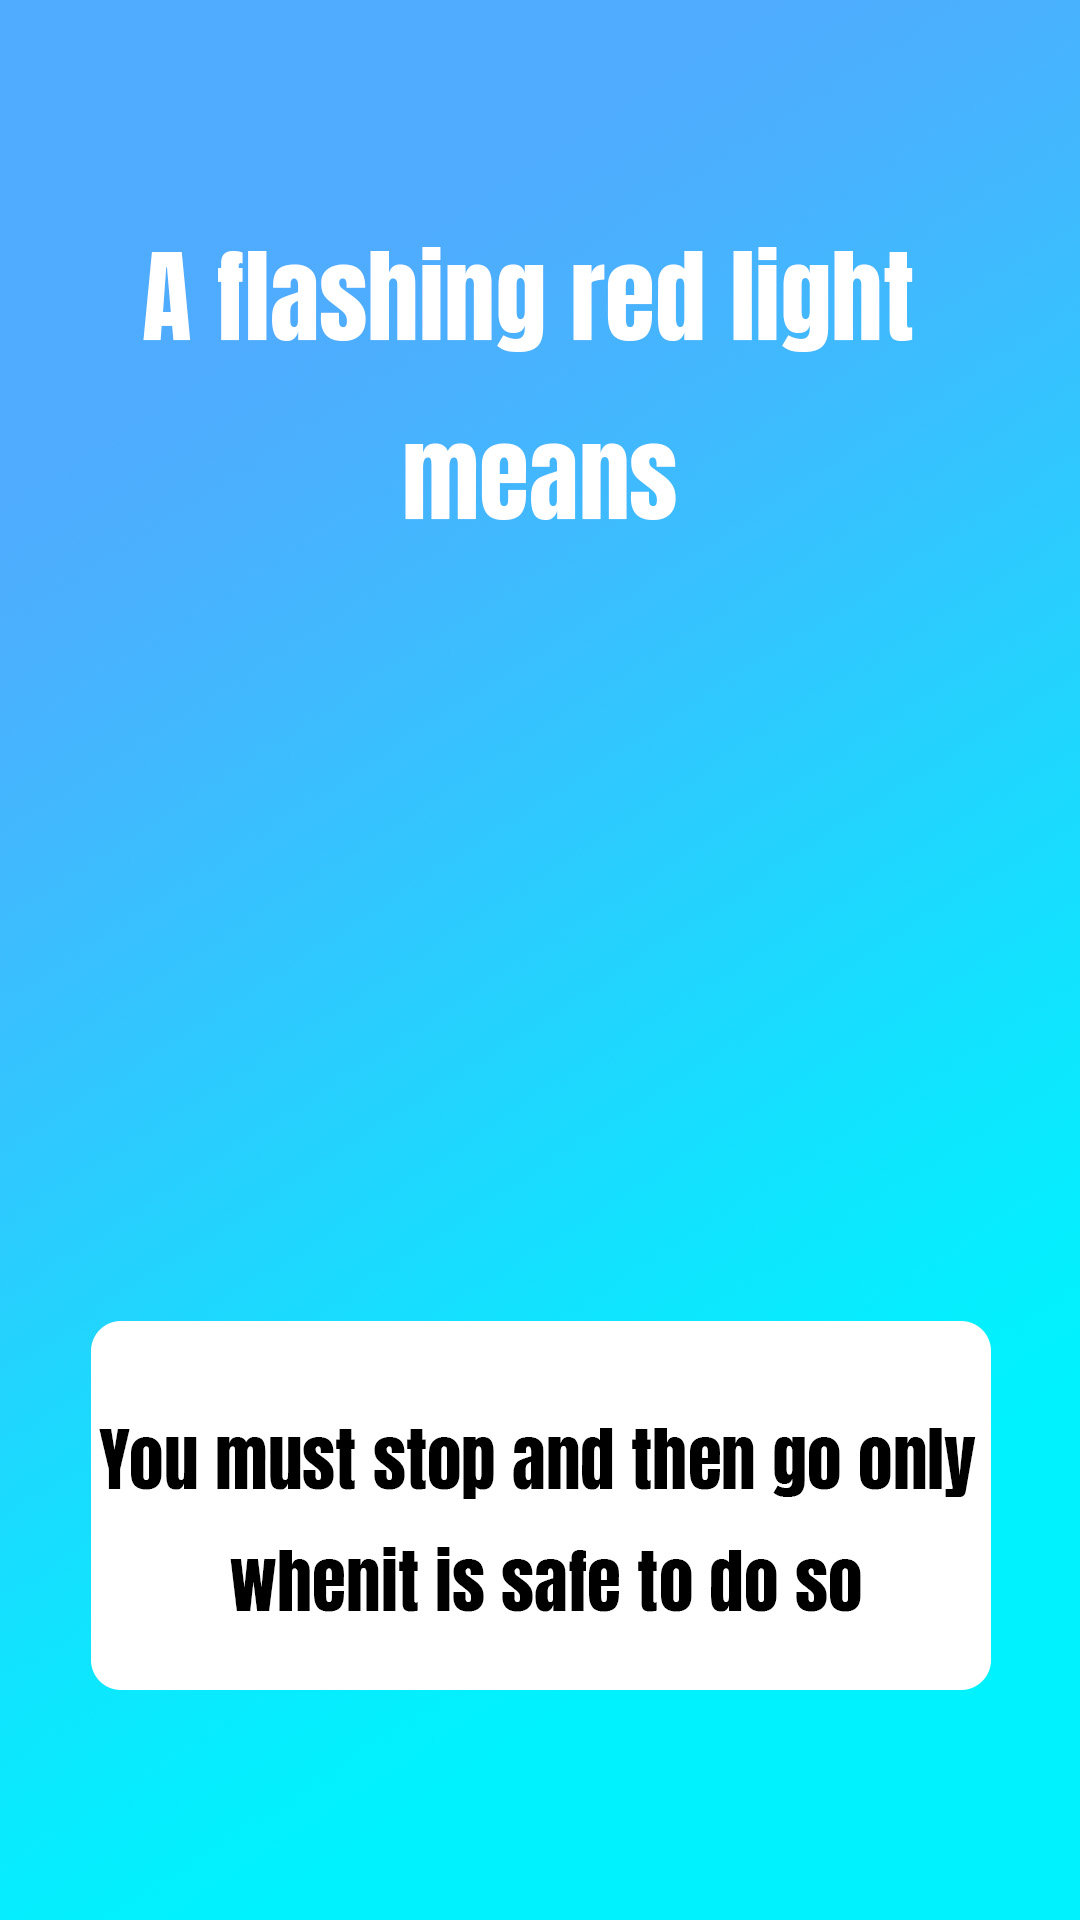 A flashing red light
means
You must stop and then go only
whenit is safe to do so